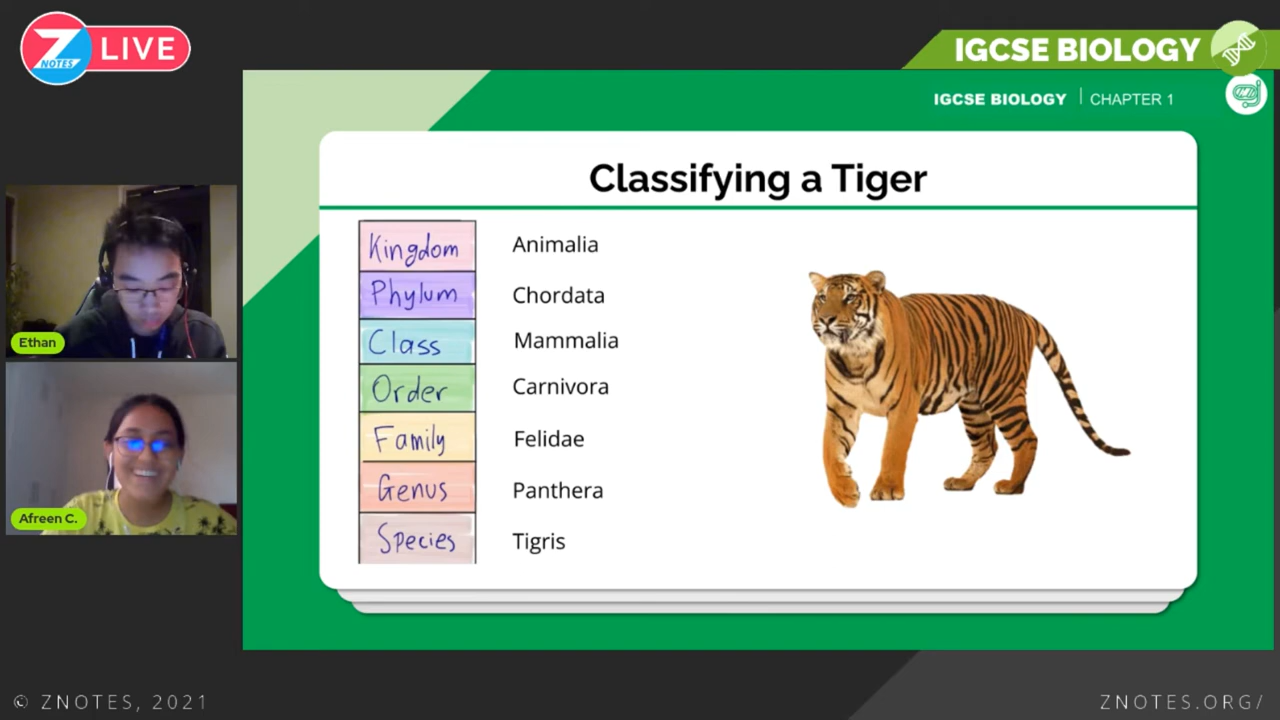 Z NOTES LIVE
IGCSE BIOLOGY
IGCSE BIOLOGY | CHAPTER 1
Classifying a Tiger
Kingdom Animalia
Phylum Chordata
Class Mammalia
Order Carnivora
Family Felidae
Genus Panthera
Species Tigris
Ethan
Afreen C.
© ZNOTES, 2021
ZNOTES.ORG/